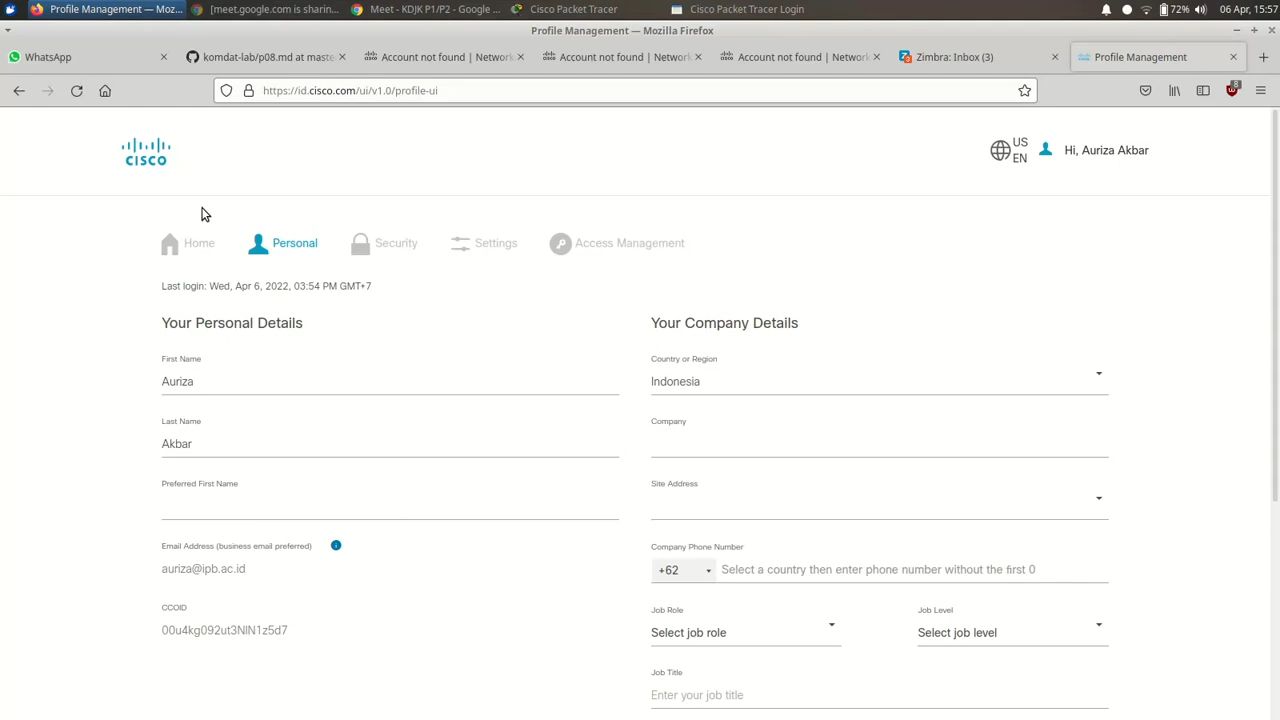 Profile Management — Moz...
[meet.google.com is sharin...
Meet - KDJK P1/P2 - Google ...
Cisco Packet Tracer
Cisco Packet Tracer Login
72%
06 Apr, 15:57
Profile Management — Mozilla Firefox
WhatsApp
komdat-lab/p08.md at maste
Account not found | Network
Account not found | Network
Account not found | Network
Zimbra: Inbox (3)
Profile Management
https://id.cisco.com/ui/v1.0/profile-ui
8
CISCO
US
EN
Hi, Auriza Akbar
Home
Personal
Security
Settings
Access Management
Last login: Wed, Apr 6, 2022, 03:54 PM GMT+7
Your Personal Details
First Name
Auriza
Last Name
Akbar
Preferred First Name
Email Address (business email preferred)
auriza@ipb.ac.id
CCOID
00u4kg092ut3NIN1z5d7
Your Company Details
Country or Region
Indonesia
Company
Site Address
Company Phone Number
+62
Select a country then enter phone number without the first 0
Job Role
Select job role
Job Level
Select job level
Job Title
Enter your job title